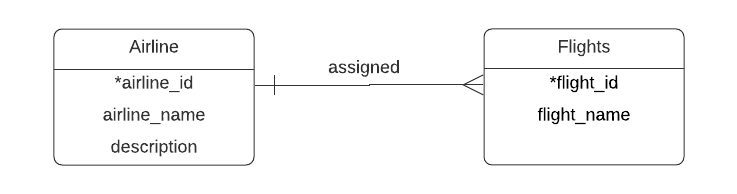 Airline
*airline_id
airline_name
description
assigned
Flights
*flight_id
flight_name